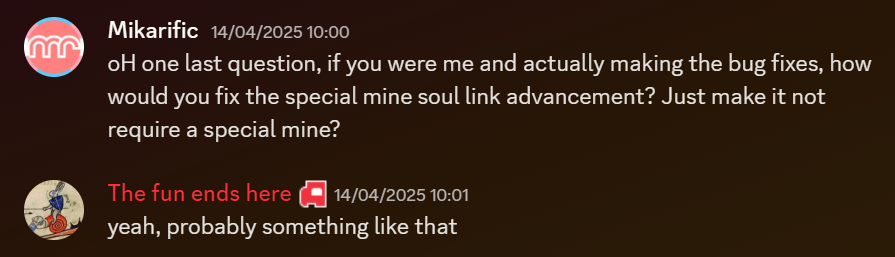 Mikarific 14/04/2025 10:00
oH one last question, if you were me and actually making the bug fixes, how
would you fix the special mine soul link advancement? Just make it not
require a special mine?
The fun ends here 14/04/2025 10:01
yeah, probably something like that